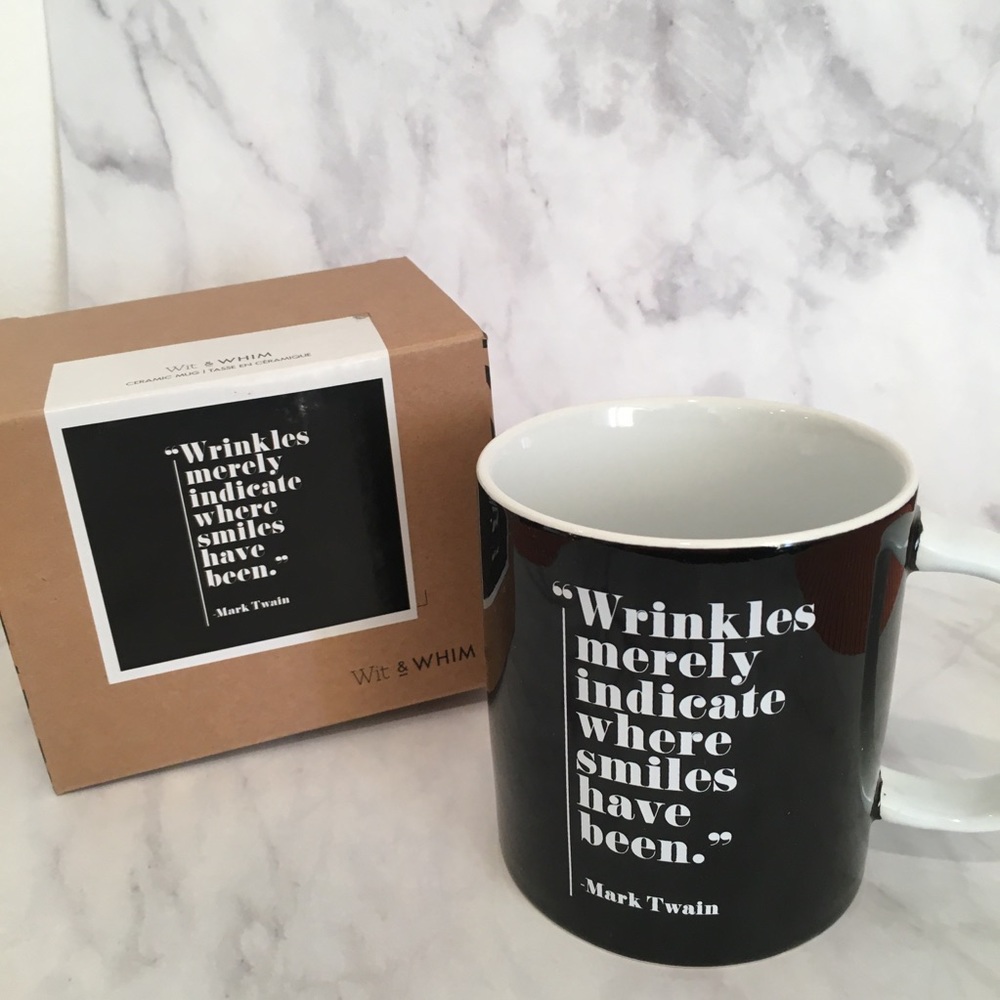 Wit & WHIM
CERAMIC MUG | TASSE EN CÉRAMIQUE
“Wrinkles
merely
indicate
where
smiles
have
been.”
-Mark Twain
Wit & WHIM
“Wrinkles
merely
indicate
where
smiles
have
been.”
-Mark Twain